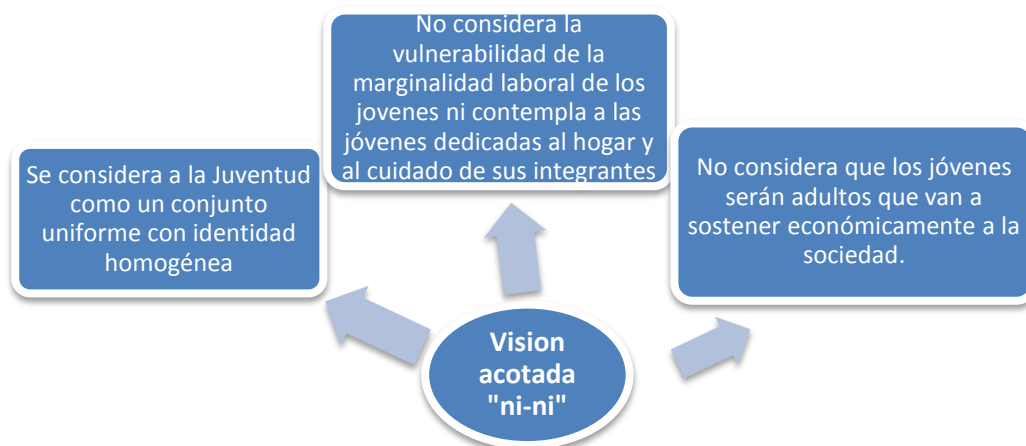 No considera la
vulnerabilidad de la
marginalidad laboral de los
jovenes ni contempla a las
jóvenes dedicadas al hogar y
al cuidado de sus integrantes
Se considera a la Juventud
como un conjunto
uniforme con identidad
homogénea
No considera que los jóvenes
serán adultos que van a
sostener económicamente a la
sociedad.
Vision
acotada
"ni-ni"